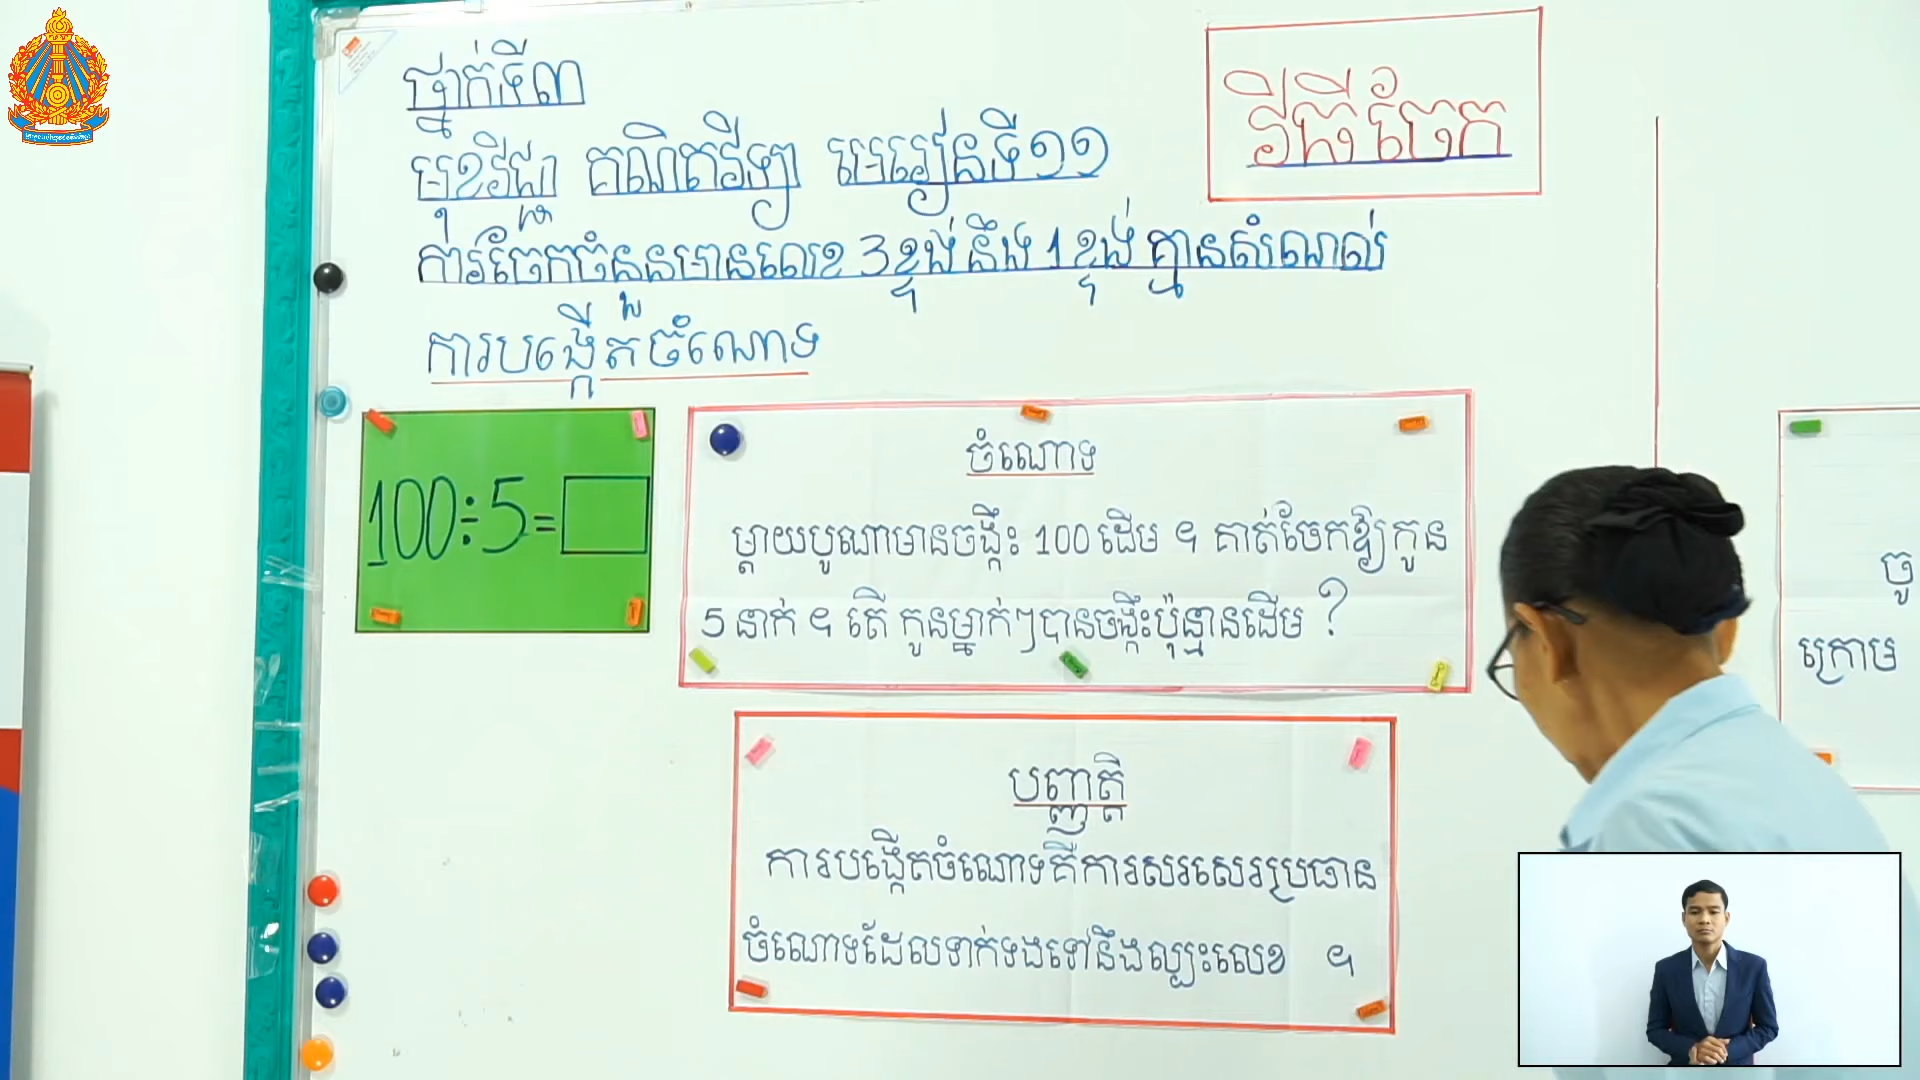 ថ្នាក់ទី៣
មុខវិជ្ជា គណិតវិទ្យា មេរៀនទី១១
ការចែកចំនួនមានលេខ 3 ខ្ទង់ នឹង 1 ខ្ទង់ គ្មានសំណល់
ការបង្កើតចំណោទ
វិធីចែក
100÷5=
ចំណោទ
ម្ដាយបូណាមានចង្កឹះ 100 ដើម ។ គាត់ចែកឱ្យកូន
5 នាក់ ។ តើ កូនម្នាក់ៗបានចង្កឹះប៉ុន្មានដើម ?
បញ្ញត្តិ
ការបង្កើតចំណោទគឺការសរសេរប្រធាន
ចំណោទដែលទាក់ទងទៅនឹងល្បះលេខ ។
ចូ
ក្រោម